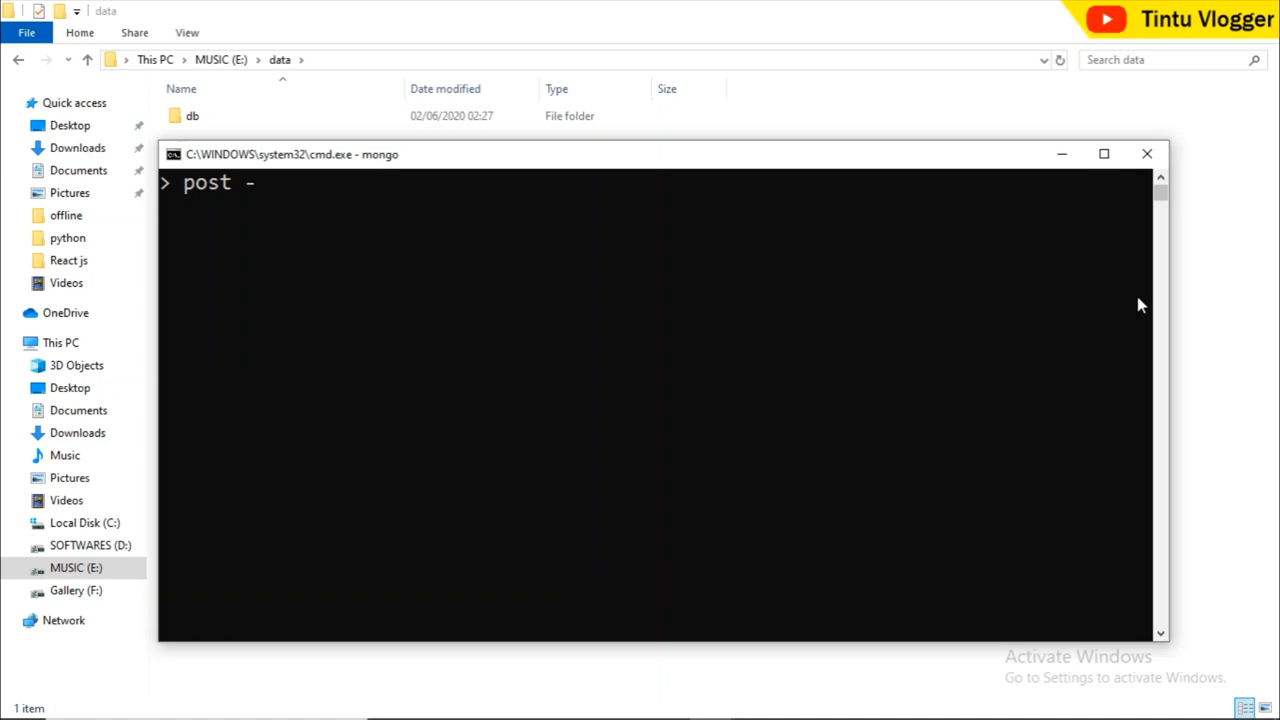 data
Tintu Vlogger
File Home Share View
This PC MUSIC (E:) data
Search data
Name Date modified Type Size
db 02/06/2020 02:27 File folder
Quick access
Desktop
Downloads
Documents
Pictures
offline
python
React js
Videos
OneDrive
This PC
3D Objects
Desktop
Documents
Downloads
Music
Pictures
Videos
Local Disk (C:)
SOFTWARES (D:)
MUSIC (E:)
Gallery (F:)
Network
C:\WINDOWS\system32\cmd.exe - mongo
> post -
Activate Windows
Go to Settings to activate Windows.
1 item